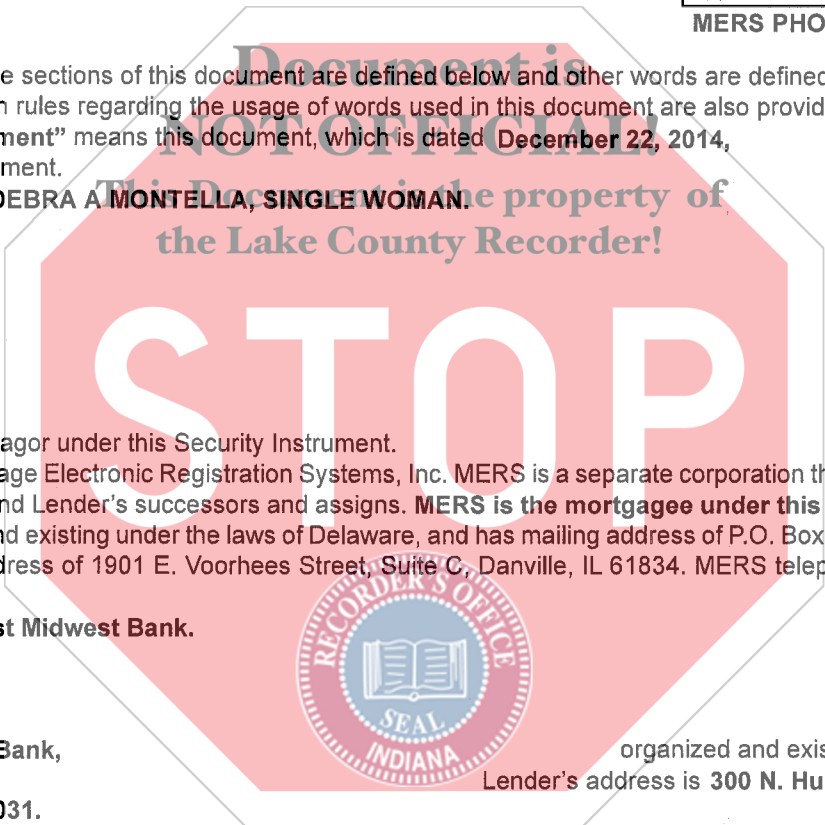 MERS PHO
Document is
e sections of this document are defined below and other words are defined
n rules regarding the usage of words used in this document are also provid
NOT OFFICIAL!
ment" means this document, which is dated December 22, 2014,
ment.
This Document is the property of
DEBRA A MONTELLA, SINGLE WOMAN.
the Lake County Recorder!
STOP
agor under this Security Instrument.
age Electronic Registration Systems, Inc. MERS is a separate corporation th
nd Lender's successors and assigns. MERS is the mortgagee under this
nd existing under the laws of Delaware, and has mailing address of P.O. Box
dress of 1901 E. Voorhees Street, Suite C, Danville, IL 61834. MERS telep
RECORDER'S OFFICE
st Midwest Bank.
SEAL
INDIANA
Bank,
organized and exis
Lender's address is 300 N. Hu
031.